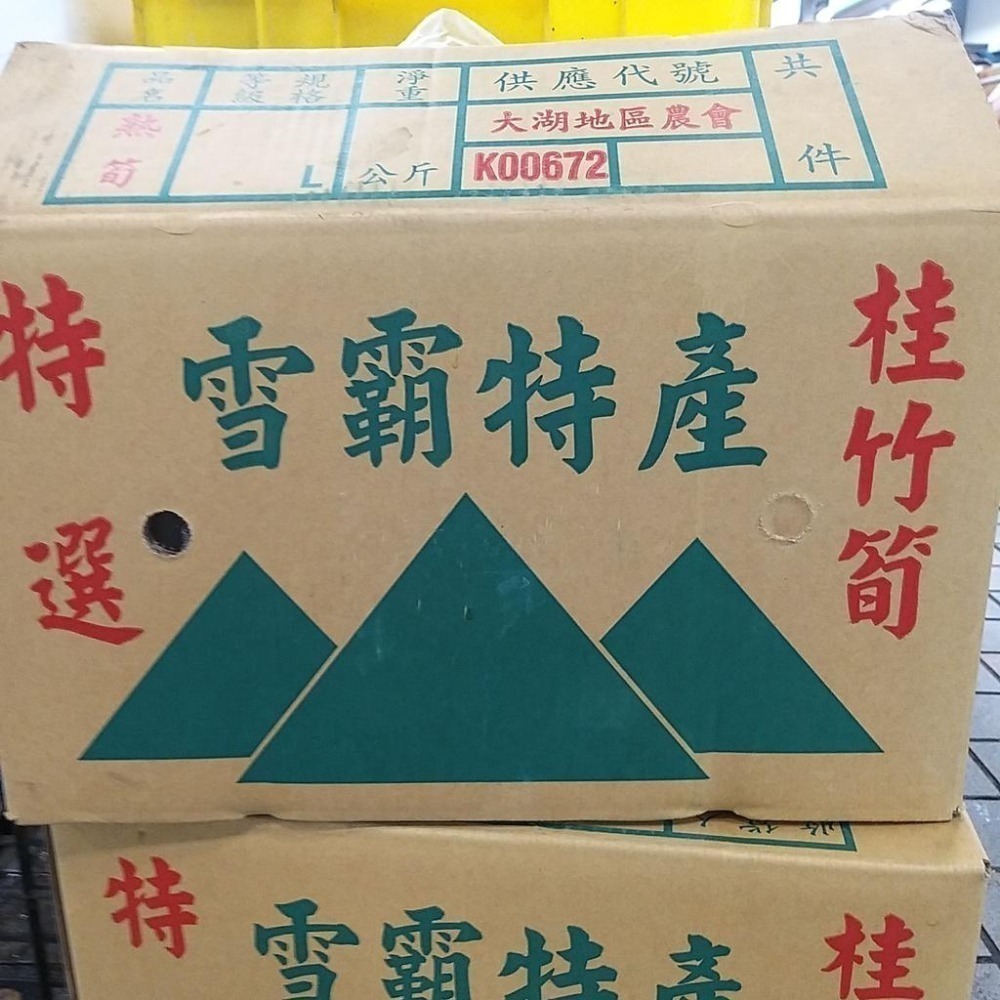 品名
等級
規格
淨重
供應代號
共件
熟筍
L
公斤
大湖地區農會
K00672
特選
雪霸特產
桂竹筍
特
雪霸特產
桂